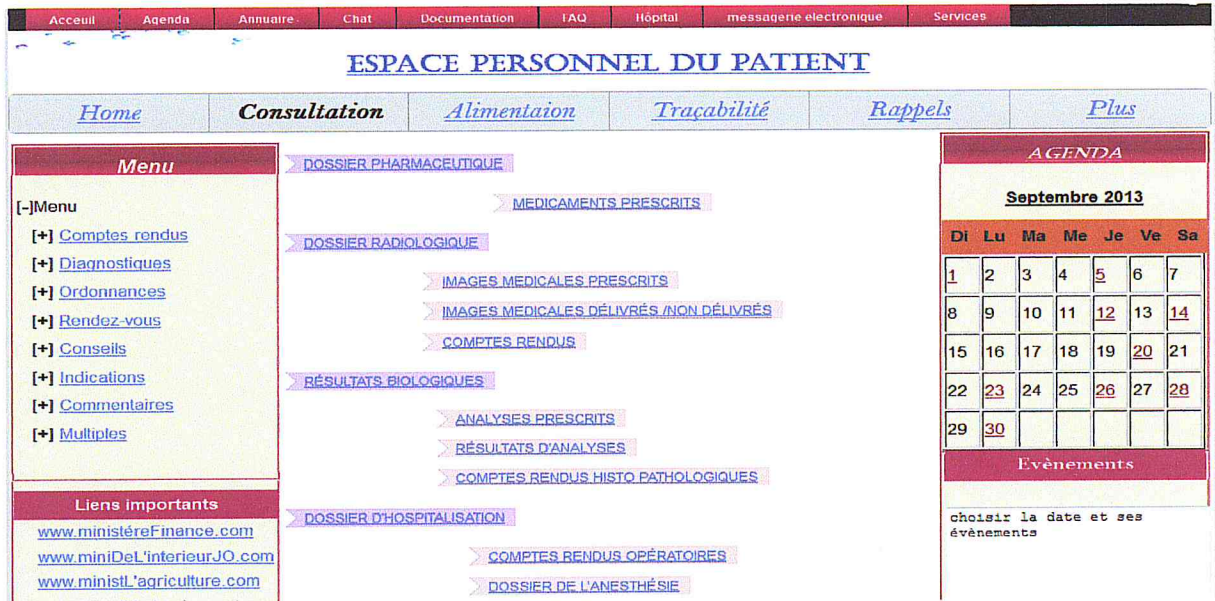 Acceuil Agenda Annuaire Chat Documentation FAQ Hôpital messagerie electronique Services
ESPACE PERSONNEL DU PATIENT
Home Consultation Alimentaion Traçabilité Rappels Plus
Menu
[-]Menu
[+] Comptes rendus
[+] Diagnostiques
[+] Ordonnances
[+] Rendez-vous
[+] Conseils
[+] Indications
[+] Commentaires
[+] Multiples
Liens importants
www.ministéreFinance.com
www.miniDeL'interieurJO.com
www.ministL'agriculture.com
DOSSIER PHARMACEUTIQUE
MEDICAMENTS PRESCRITS
DOSSIER RADIOLOGIQUE
IMAGES MEDICALES PRESCRITS
IMAGES MEDICALES DÉLIVRÉS /NON DÉLIVRÉS
COMPTES RENDUS
RÉSULTATS BIOLOGIQUES
ANALYSES PRESCRITS
RÉSULTATS D'ANALYSES
COMPTES RENDUS HISTO PATHOLOGIQUES
DOSSIER D'HOSPITALISATION
COMPTES RENDUS OPÉRATOIRES
DOSSIER DE L'ANESTHÉSIE
AGENDA
Septembre 2013
Di Lu Ma Me Je Ve Sa
1 2 3 4 5 6 7
8 9 10 11 12 13 14
15 16 17 18 19 20 21
22 23 24 25 26 27 28
29 30
Evènements
choisir la date et ses
évènements